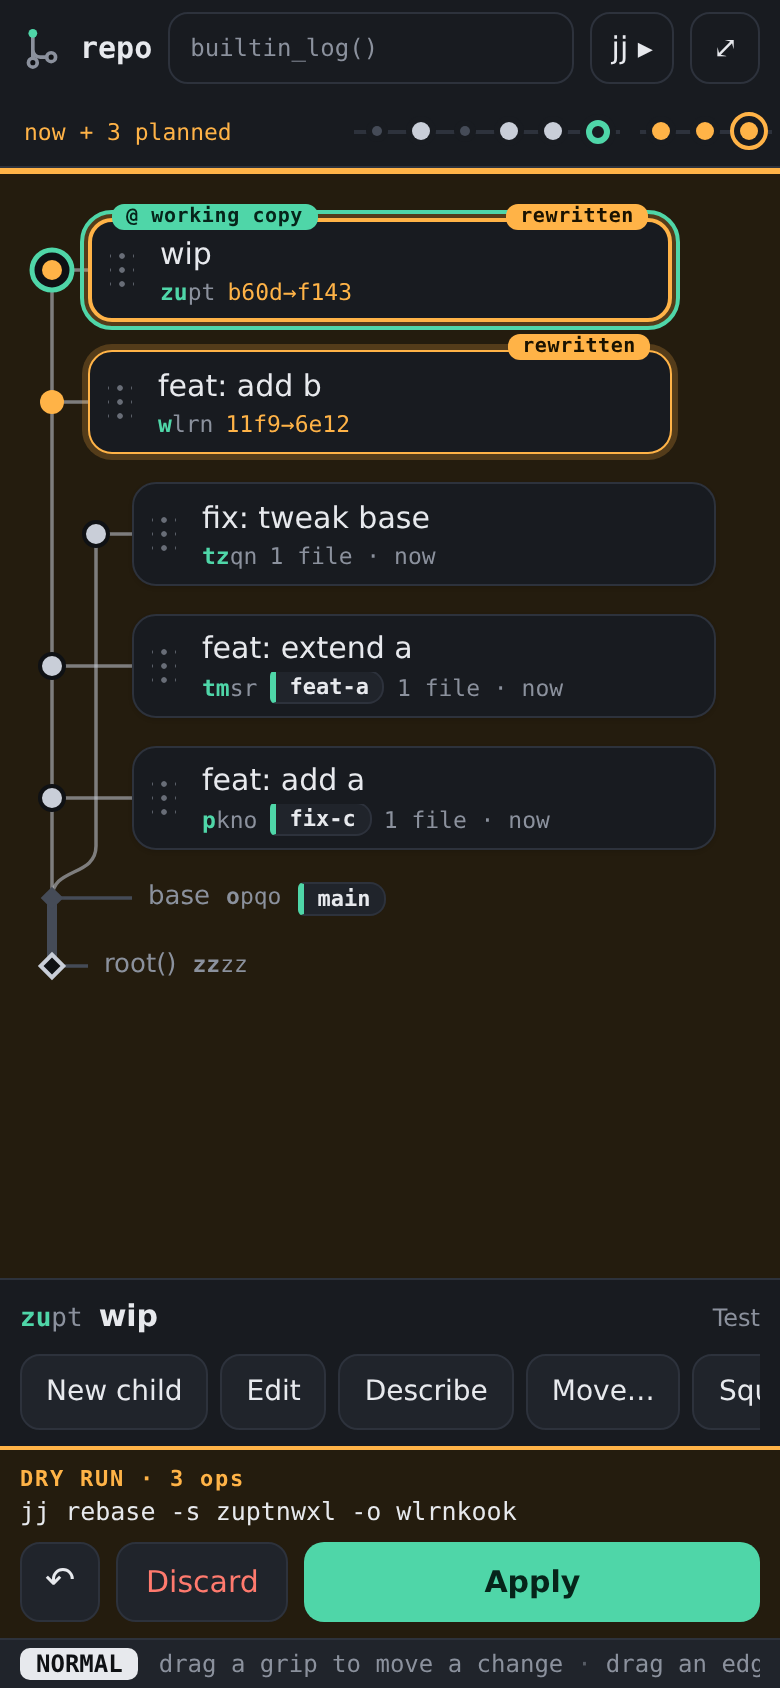 repo builtin_log() jj ▶ ⤢
now + 3 planned
@ working copy rewritten
wip
zupt b60d→f143
rewritten
feat: add b
wlrn 11f9→6e12
fix: tweak base
tzqn 1 file · now
feat: extend a
tmsr feat-a 1 file · now
feat: add a
pkno fix-c 1 file · now
base opqo main
root() zzzz
zupt wip Test
New child Edit Describe Move… Squ
DRY RUN · 3 ops
jj rebase -s zuptnwxl -o wlrnkook
↶ Discard Apply
NORMAL drag a grip to move a change · drag an edg